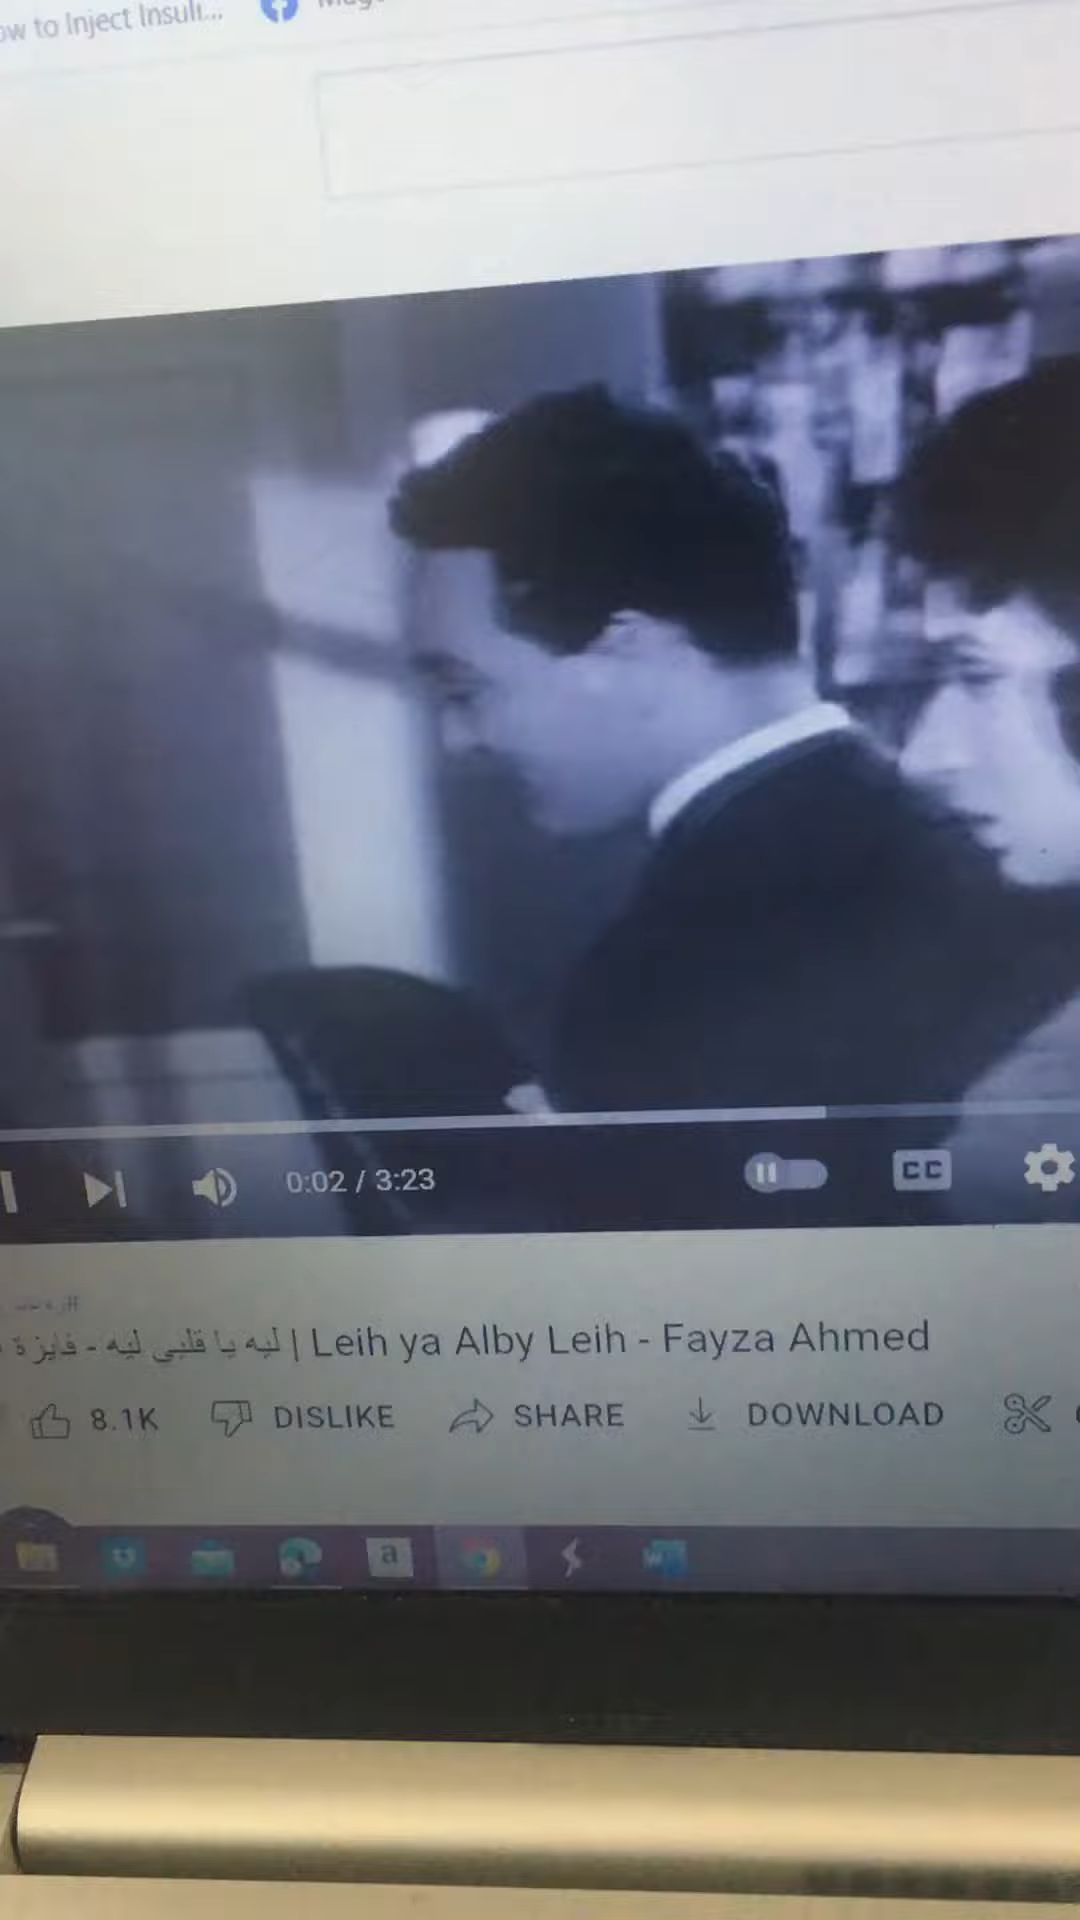 ow to Inject Insuli...
0:02 / 3:23
CC
ليه يا قلبي ليه - فايزة | Leih ya Alby Leih - Fayza Ahmed
8.1K DISLIKE SHARE DOWNLOAD
a